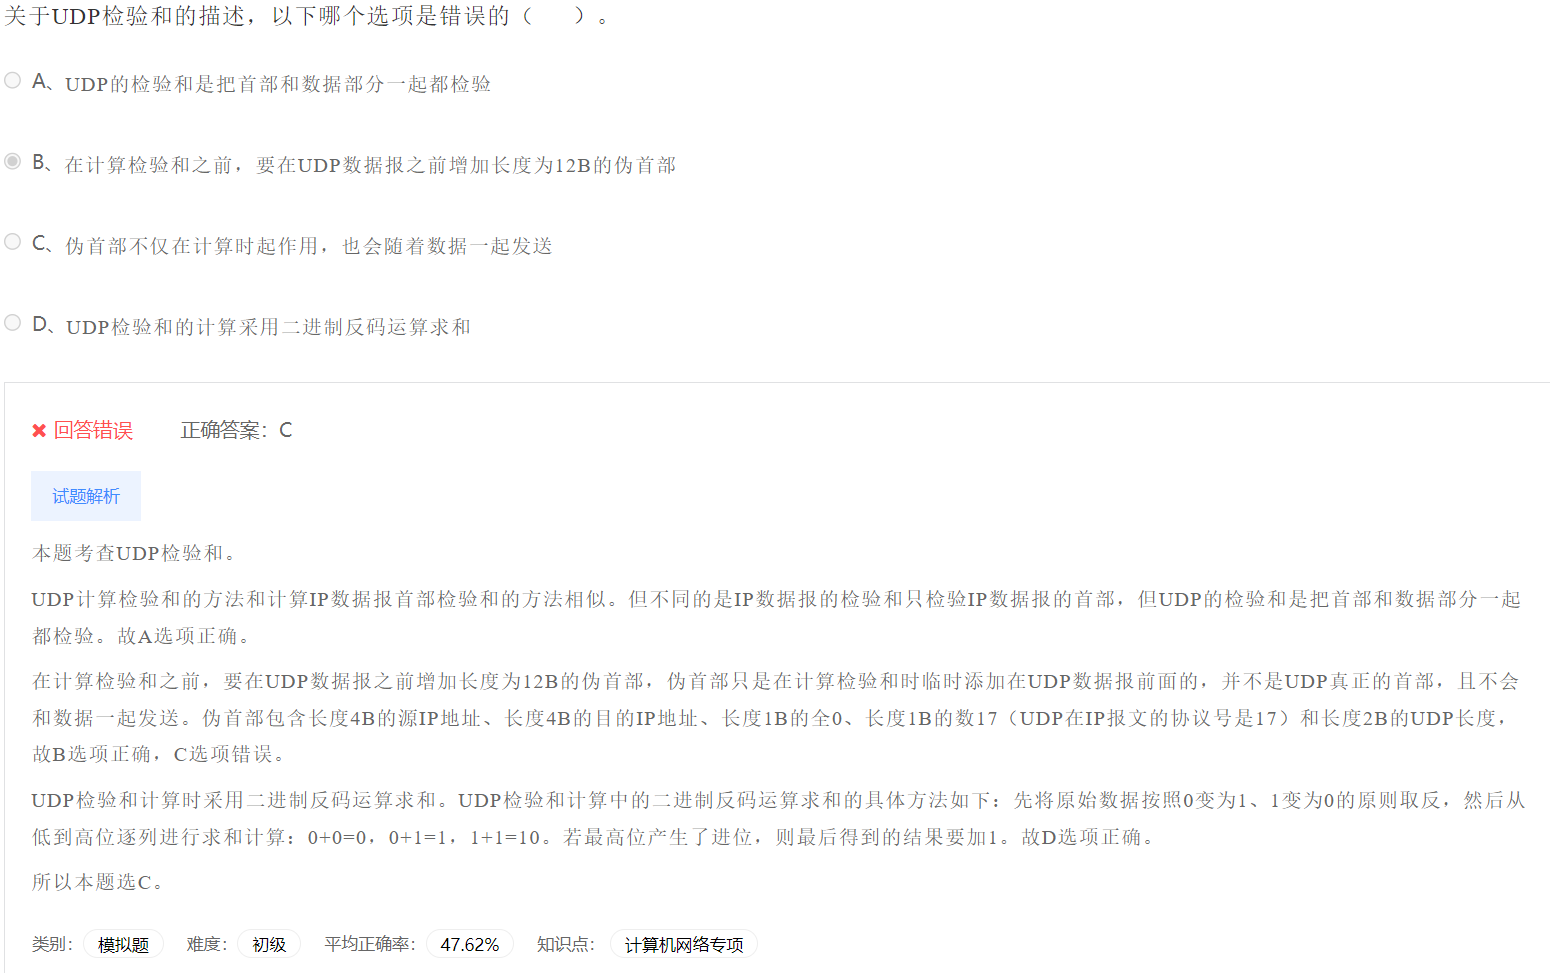 关于UDP检验和的描述，以下哪个选项是错误的（　　）。
A、UDP的检验和是把首部和数据部分一起都检验
B、在计算检验和之前，要在UDP数据报之前增加长度为12B的伪首部
C、伪首部不仅在计算时起作用，也会随着数据一起发送
D、UDP检验和的计算采用二进制反码运算求和
✖ 回答错误　　正确答案：C
试题解析
本题考查UDP检验和。
UDP计算检验和的方法和计算IP数据报首部检验和的方法相似。但不同的是IP数据报的检验和只检验IP数据报的首部，但UDP的检验和是把首部和数据部分一起
都检验。故A选项正确。
在计算检验和之前，要在UDP数据报之前增加长度为12B的伪首部，伪首部只是在计算检验和时临时添加在UDP数据报前面的，并不是UDP真正的首部，且不会
和数据一起发送。伪首部包含长度4B的源IP地址、长度4B的目的IP地址、长度1B的全0、长度1B的数17（UDP在IP报文的协议号是17）和长度2B的UDP长度，
故B选项正确，C选项错误。
UDP检验和计算时采用二进制反码运算求和。UDP检验和计算中的二进制反码运算求和的具体方法如下：先将原始数据按照0变为1、1变为0的原则取反，然后从
低到高位逐列进行求和计算：0+0=0，0+1=1，1+1=10。若最高位产生了进位，则最后得到的结果要加1。故D选项正确。
所以本题选C。
类别： 模拟题　难度： 初级　平均正确率： 47.62%　知识点： 计算机网络专项